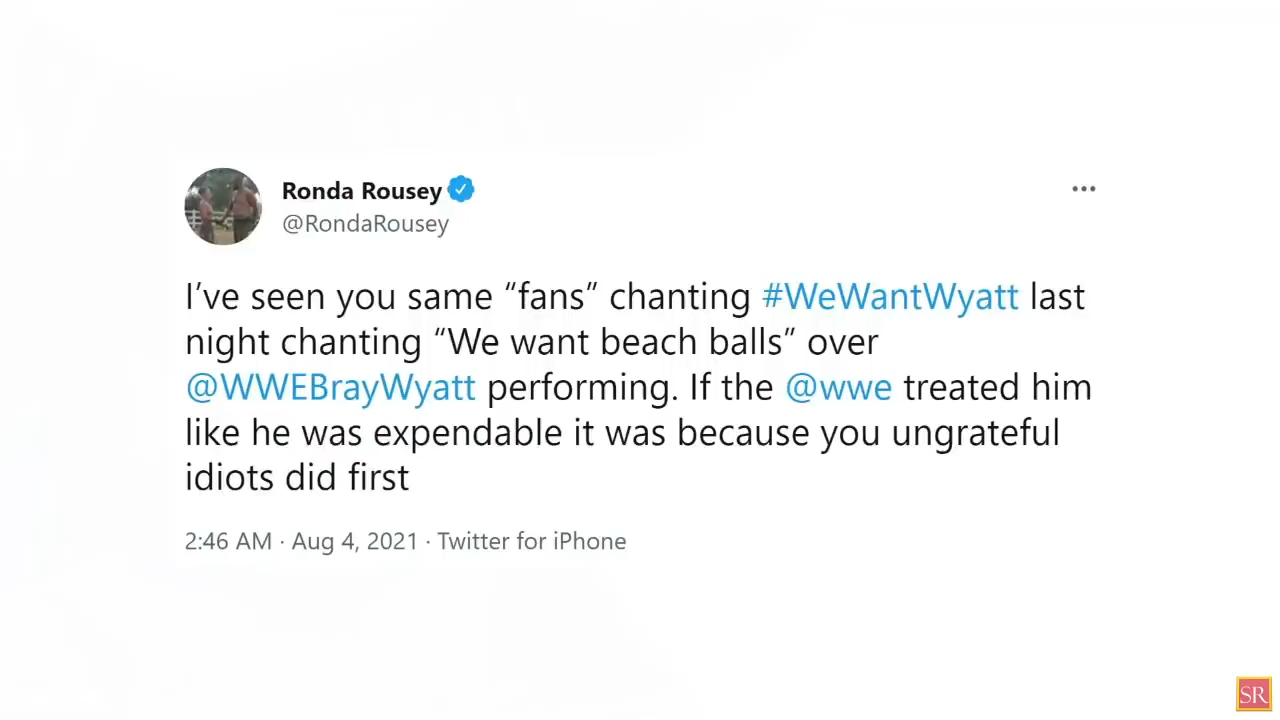 Ronda Rousey
@RondaRousey
I’ve seen you same “fans” chanting #WeWantWyatt last
night chanting “We want beach balls” over
@WWEBrayWyatt performing. If the @wwe treated him
like he was expendable it was because you ungrateful
idiots did first
2:46 AM · Aug 4, 2021 · Twitter for iPhone
SR